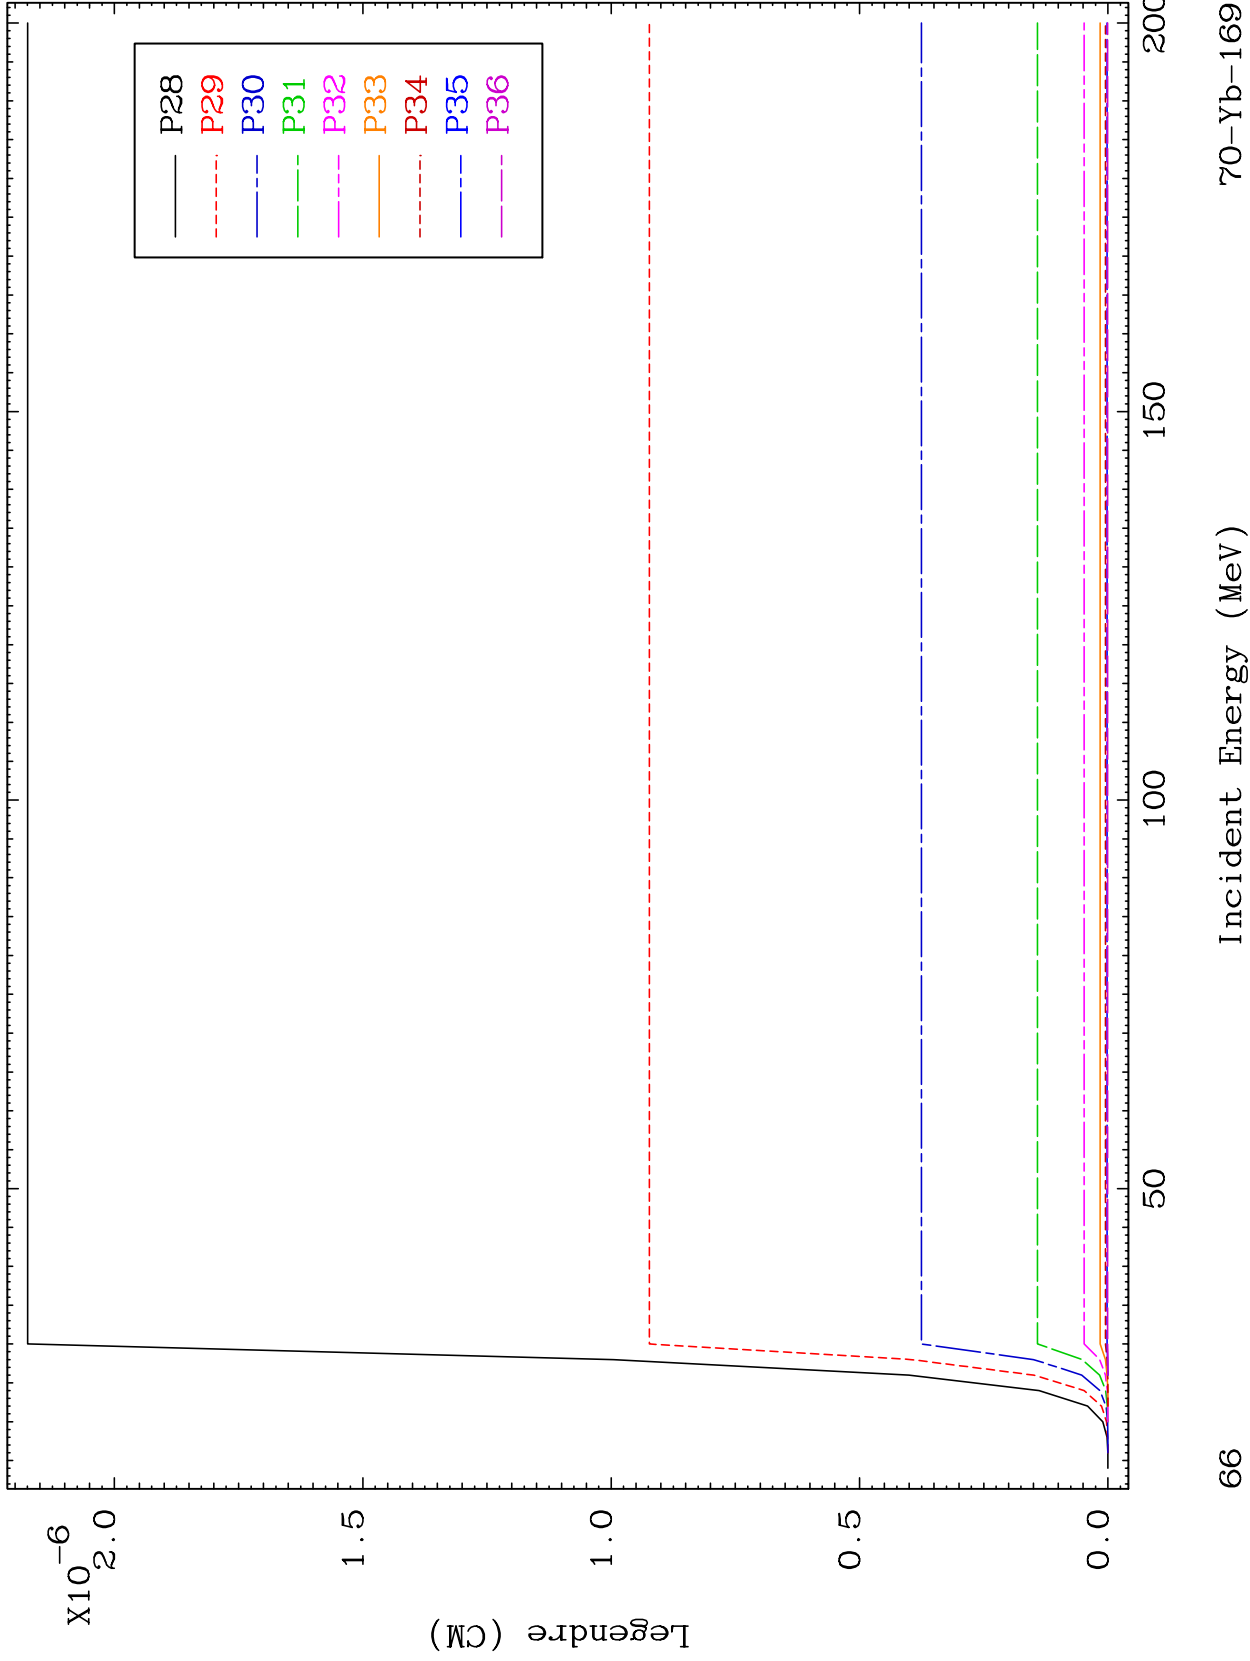 X10-6
2.0
1.5
1.0
0.5
0.0
Legendre (CM)
P28
P29
P30
P31
P32
P33
P34
P35
P36
50
100
150
200
Incident Energy (MeV)
66
70-Yb-169